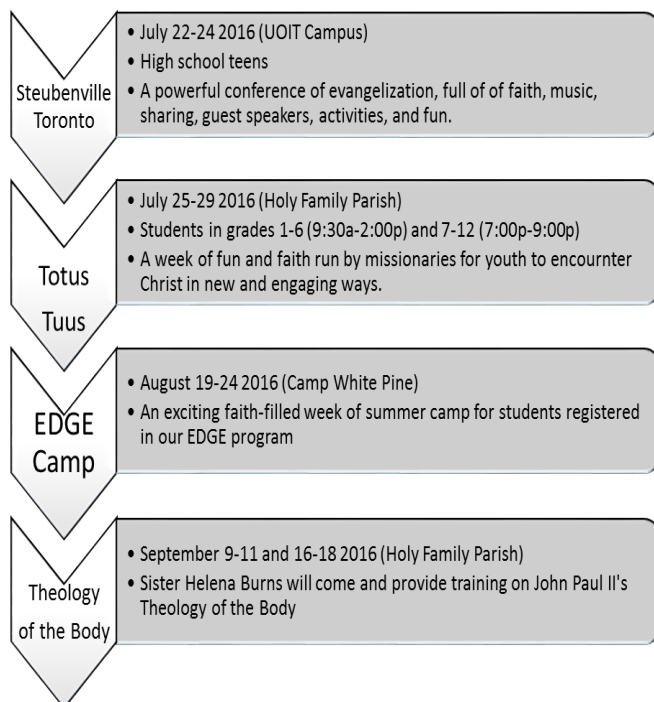 Steubenville
Toronto
• July 22-24 2016 (UOIT Campus)
• High school teens
• A powerful conference of evangelization, full of of faith, music,
sharing, guest speakers, activities, and fun.
Totus
Tuus
• July 25-29 2016 (Holy Family Parish)
• Students in grades 1-6 (9:30a-2:00p) and 7-12 (7:00p-9:00p)
• A week of fun and faith run by missionaries for youth to encournter
Christ in new and engaging ways.
EDGE
Camp
• August 19-24 2016 (Camp White Pine)
• An exciting faith-filled week of summer camp for students registered
in our EDGE program
Theology
of the Body
• September 9-11 and 16-18 2016 (Holy Family Parish)
• Sister Helena Burns will come and provide training on John Paul II's
Theology of the Body